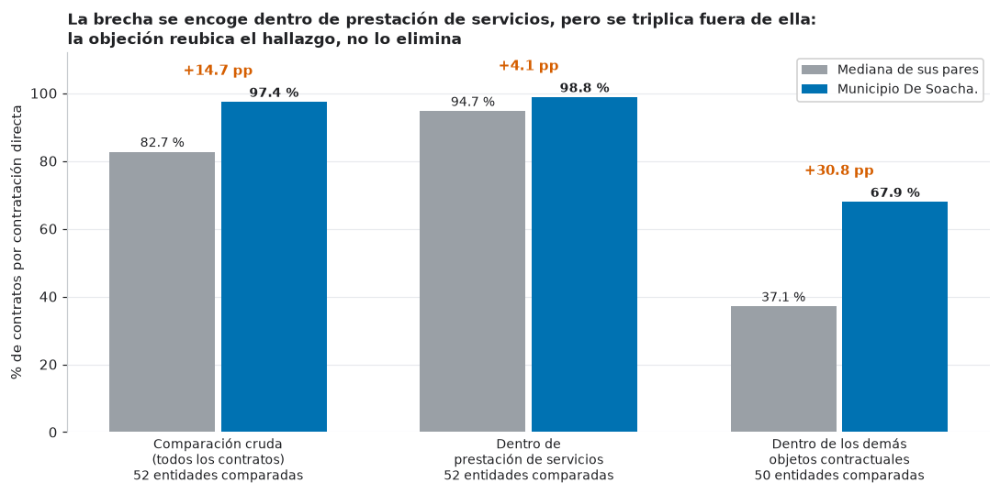 La brecha se encoge dentro de prestación de servicios, pero se triplica fuera de ella:
la objeción reubica el hallazgo, no lo elimina
% de contratos por contratación directa
100
80
60
40
20
0
+14.7 pp
82.7 %
97.4 %
+4.1 pp
94.7 %
98.8 %
+30.8 pp
37.1 %
67.9 %
Mediana de sus pares
Municipio De Soacha.
Comparación cruda
(todos los contratos)
52 entidades comparadas
Dentro de
prestación de servicios
52 entidades comparadas
Dentro de los demás
objetos contractuales
50 entidades comparadas